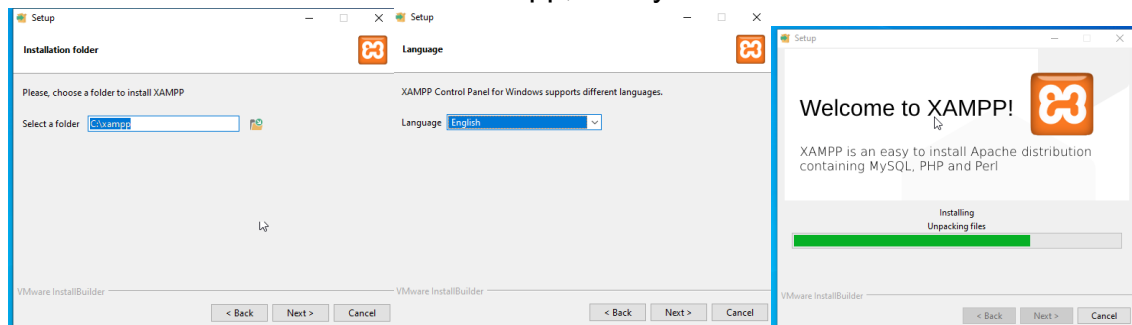 Setup
Installation folder
Please, choose a folder to install XAMPP
Select a folder C:\xampp
VMware InstallBuilder
< Back Next > Cancel
Setup
Language
XAMPP Control Panel for Windows supports different languages.
Language English
VMware InstallBuilder
< Back Next > Cancel
Setup
Welcome to XAMPP!
XAMPP is an easy to install Apache distribution
containing MySQL, PHP and Perl
Installing
Unpacking files
VMware InstallBuilder
< Back Next > Cancel